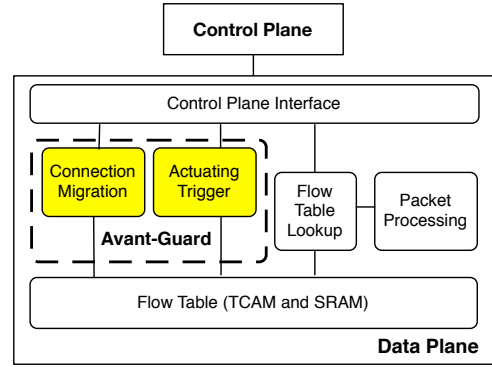 Control Plane
Control Plane Interface
Connection
Migration
Actuating
Trigger
Flow
Table
Lookup
Packet
Processing
Avant-Guard
Flow Table (TCAM and SRAM)
Data Plane